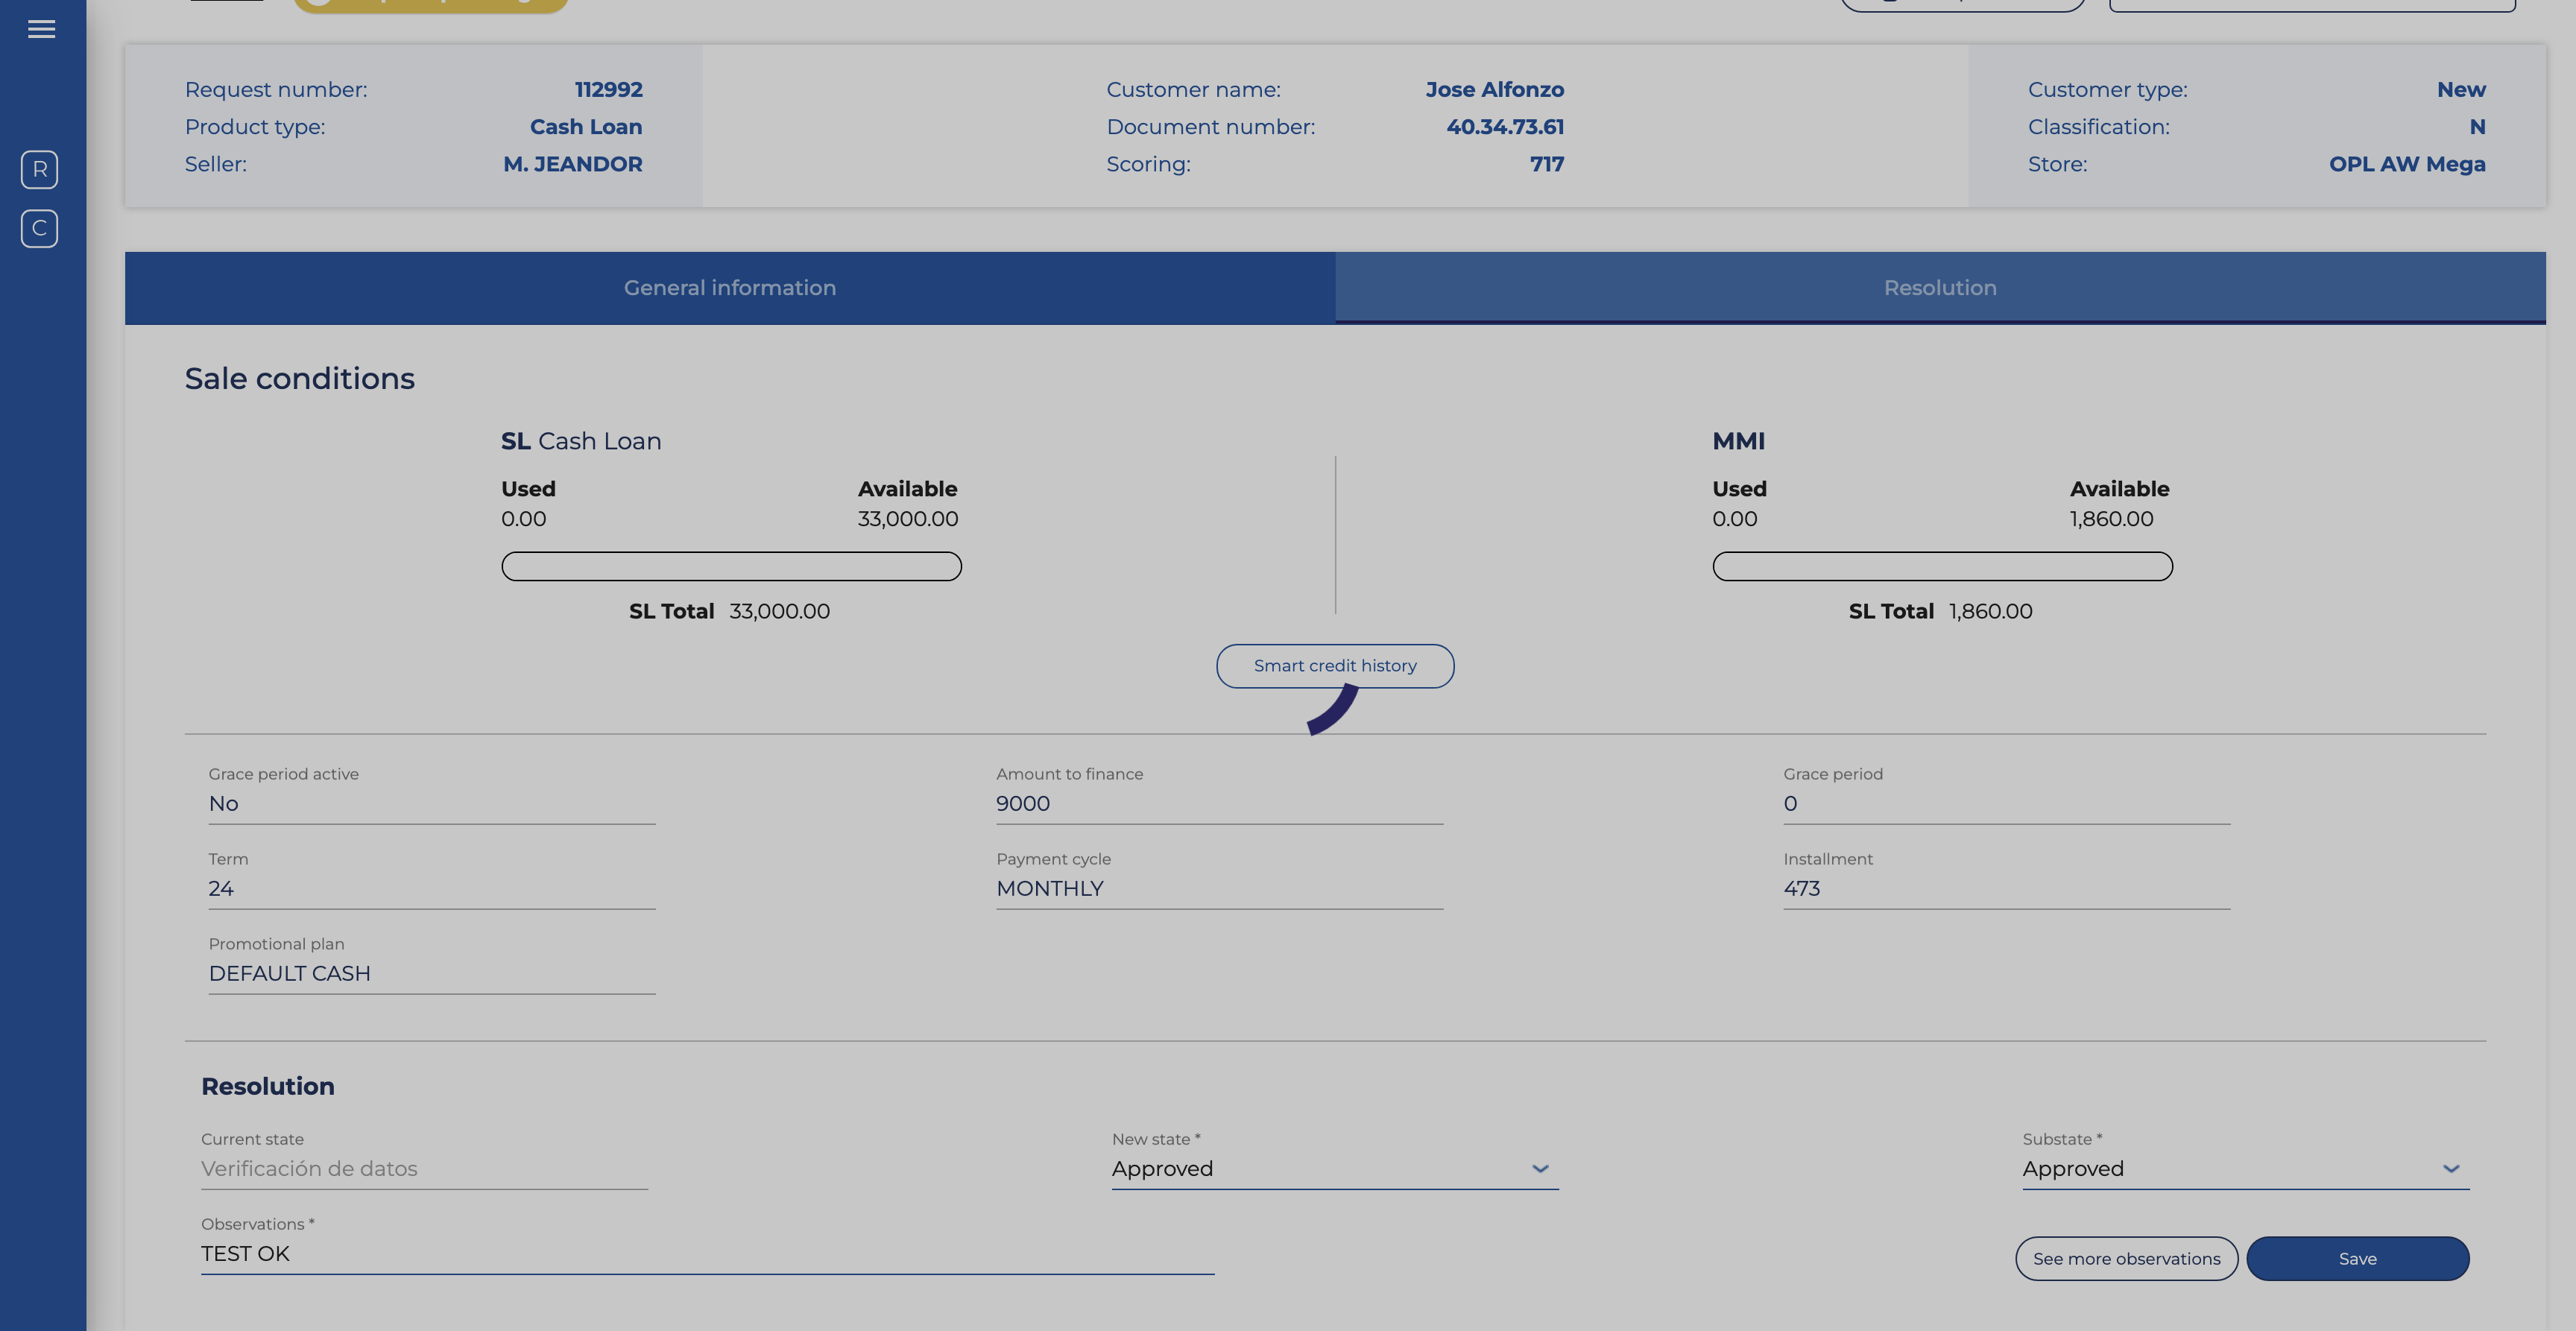 Request number: 112992
Product type: Cash Loan
Seller: M. JEANDOR
Customer name: Jose Alfonzo
Document number: 40.34.73.61
Scoring: 717
Customer type: New
Classification: N
Store: OPL AW Mega
R
C
General information
Resolution
Sale conditions
SL Cash Loan
Used Available
0.00 33,000.00
SL Total 33,000.00
MMI
Used Available
0.00 1,860.00
SL Total 1,860.00
Smart credit history
Grace period active
No
Amount to finance
9000
Grace period
0
Term
24
Payment cycle
MONTHLY
Installment
473
Promotional plan
DEFAULT CASH
Resolution
Current state
Verificación de datos
New state *
Approved
Substate *
Approved
Observations *
TEST OK
See more observations
Save